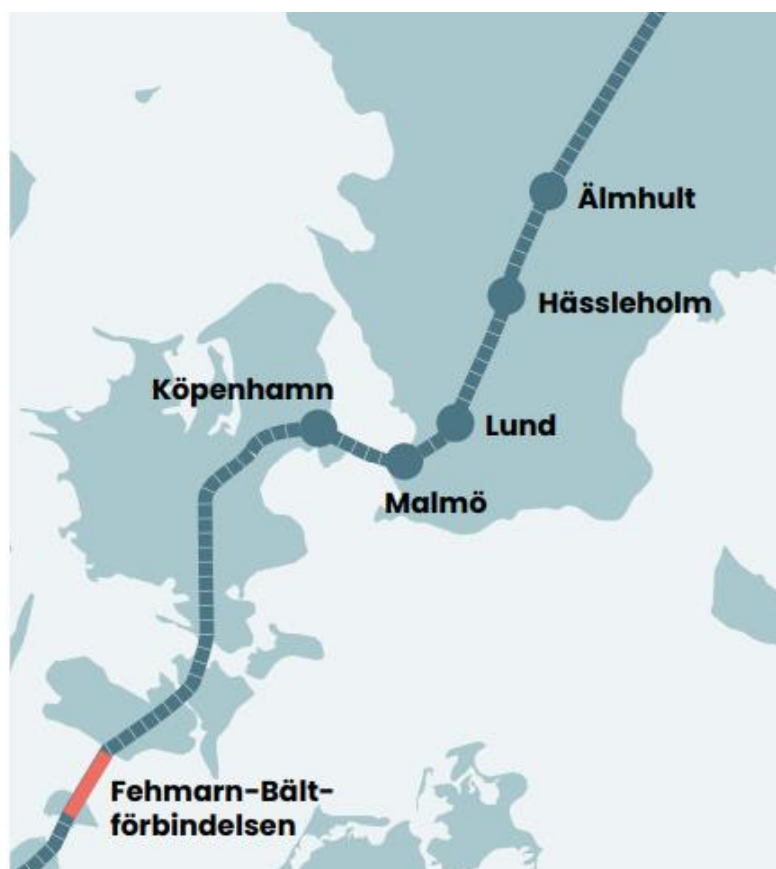 Älmhult
Hässleholm
Köpenhamn
Lund
Malmö
Fehmarn-Bält-
förbindelsen